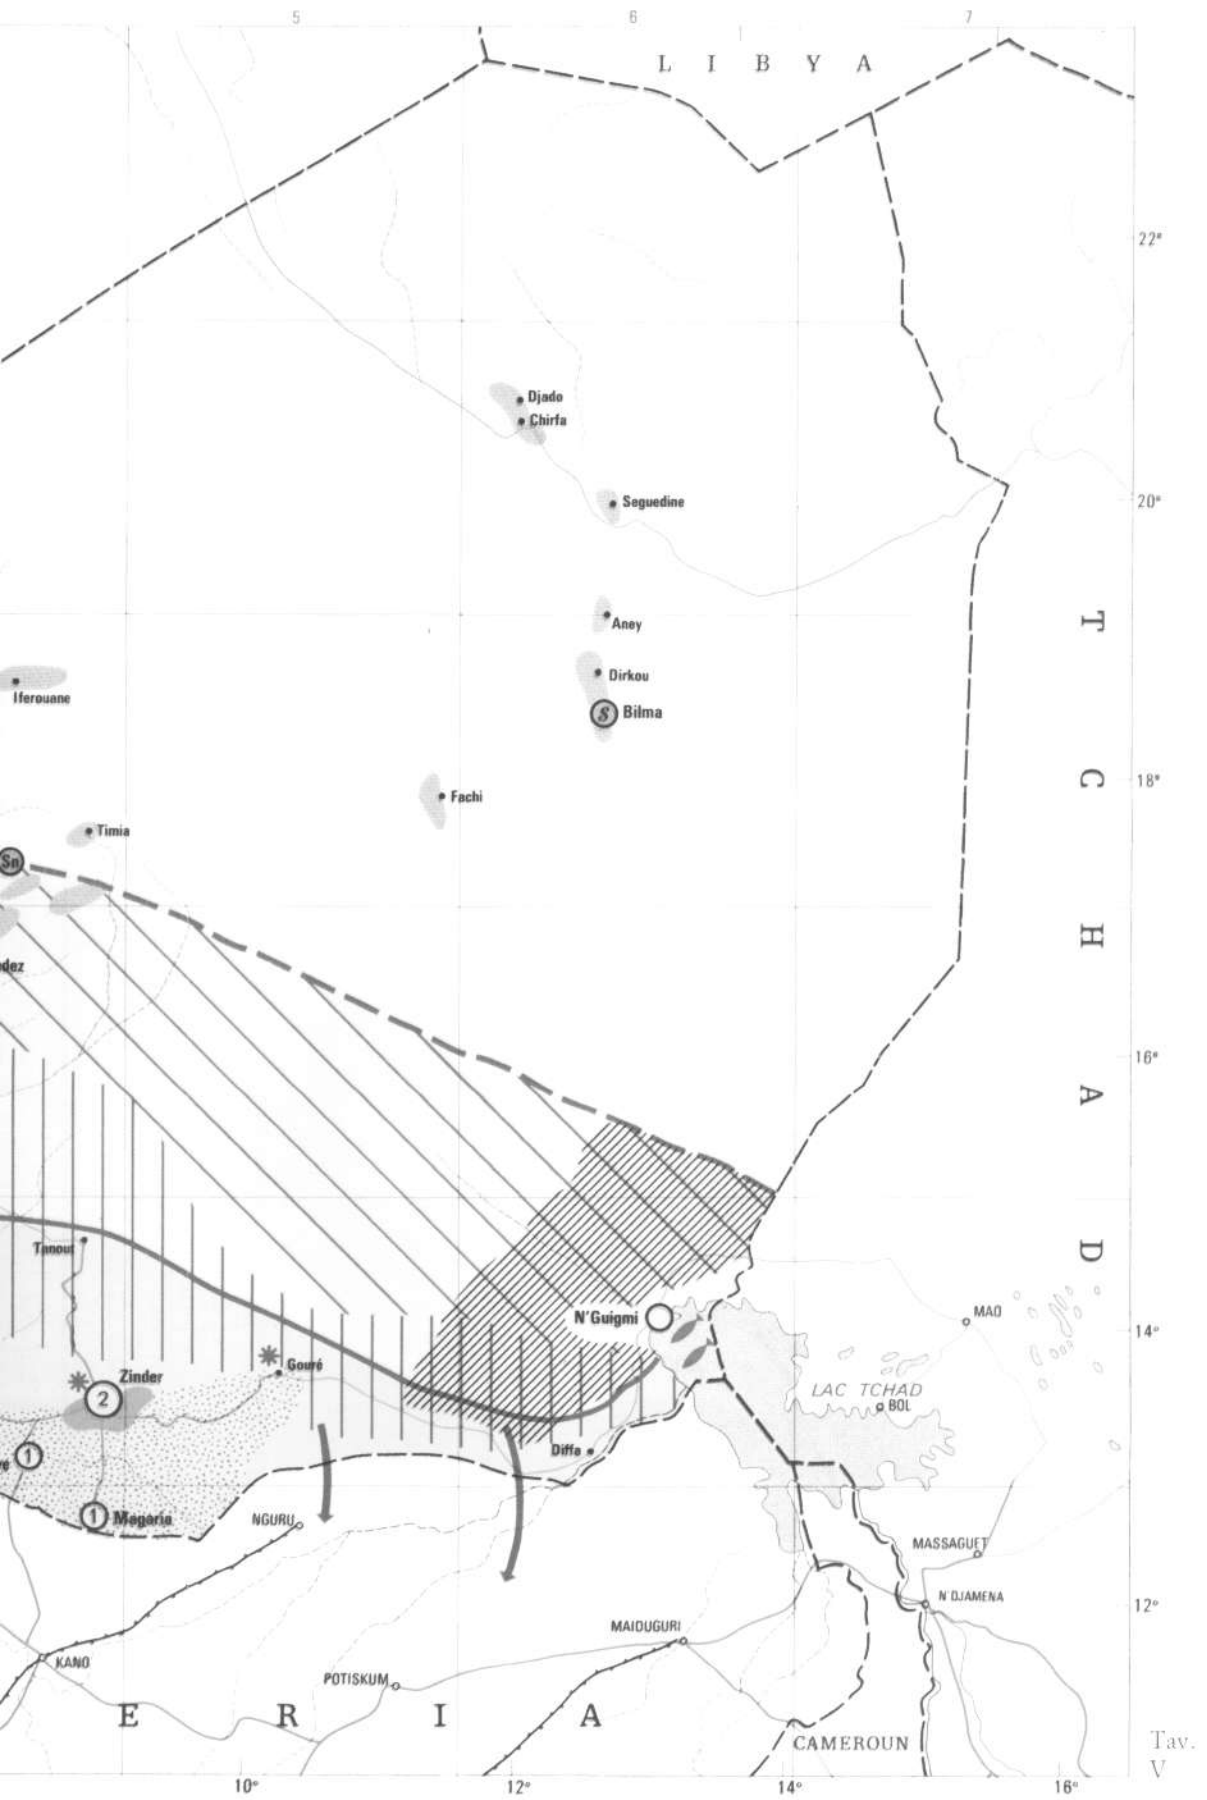 5 6 7
L I B Y A
22°
Djado
Chirfa
20°
Seguedine
Aney
T
Iferouane
Dirkou
S Bilma
C
18°
Fachi
Timia
Sn
H
dez
16°
A
Tanout
D
N'Guigmi
MAO
14°
Gouré
Zinder
2
LAC TCHAD
BOL
Diffa
1
1 Magaria
NGURU
MASSAGUET
N'DJAMENA
12°
MAIDUGURI
KANO
POTISKUM
E R I A
CAMEROUN
Tav.
V
10° 12° 14° 16°